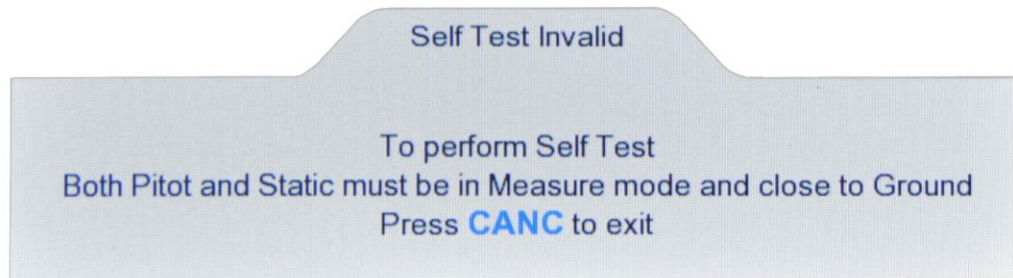 Self Test Invalid
To perform Self Test
Both Pitot and Static must be in Measure mode and close to Ground
Press CANC to exit